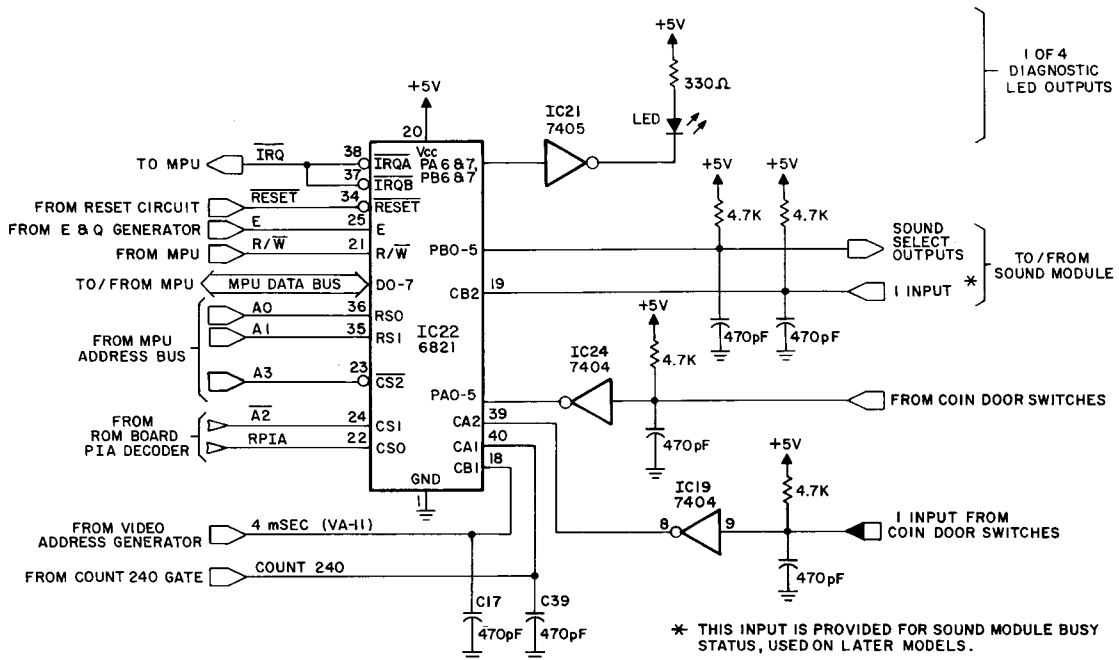 +5V
1 OF 4
DIAGNOSTIC
LED OUTPUTS
330Ω
+5V
IC21
7405
LED
20
Vcc
TO MPU
IRQ
38
IRQA
PA 6&7,
PB6&7
37
IRQB
+5V
+5V
FROM RESET CIRCUIT
RESET
34
RESET
4.7K
4.7K
FROM E & Q GENERATOR
E
25
E
SOUND
SELECT
OUTPUTS
FROM MPU
R/W
21
R/W
PB0-5
TO/FROM
SOUND MODULE
TO/FROM MPU
MPU DATA BUS
D0-7
CB2
19
1 INPUT
*
A0
36
RS0
+5V
470pF
470pF
FROM MPU
ADDRESS BUS
A1
35
RS1
IC22
6821
IC24
7404
4.7K
A3
23
CS2
PA0-5
FROM COIN DOOR SWITCHES
FROM
ROM BOARD
PIA DECODER
A2
24
CS1
CA2
39
RPIA
22
CS0
CA1
40
470pF
+5V
CB1
18
GND
1
IC19
7404
4.7K
FROM VIDEO
ADDRESS GENERATOR
4 mSEC (VA-11)
8
9
1 INPUT FROM
COIN DOOR SWITCHES
FROM COUNT 240 GATE
COUNT 240
470pF
C17
470pF
C39
470pF
* THIS INPUT IS PROVIDED FOR SOUND MODULE BUSY
STATUS, USED ON LATER MODELS.